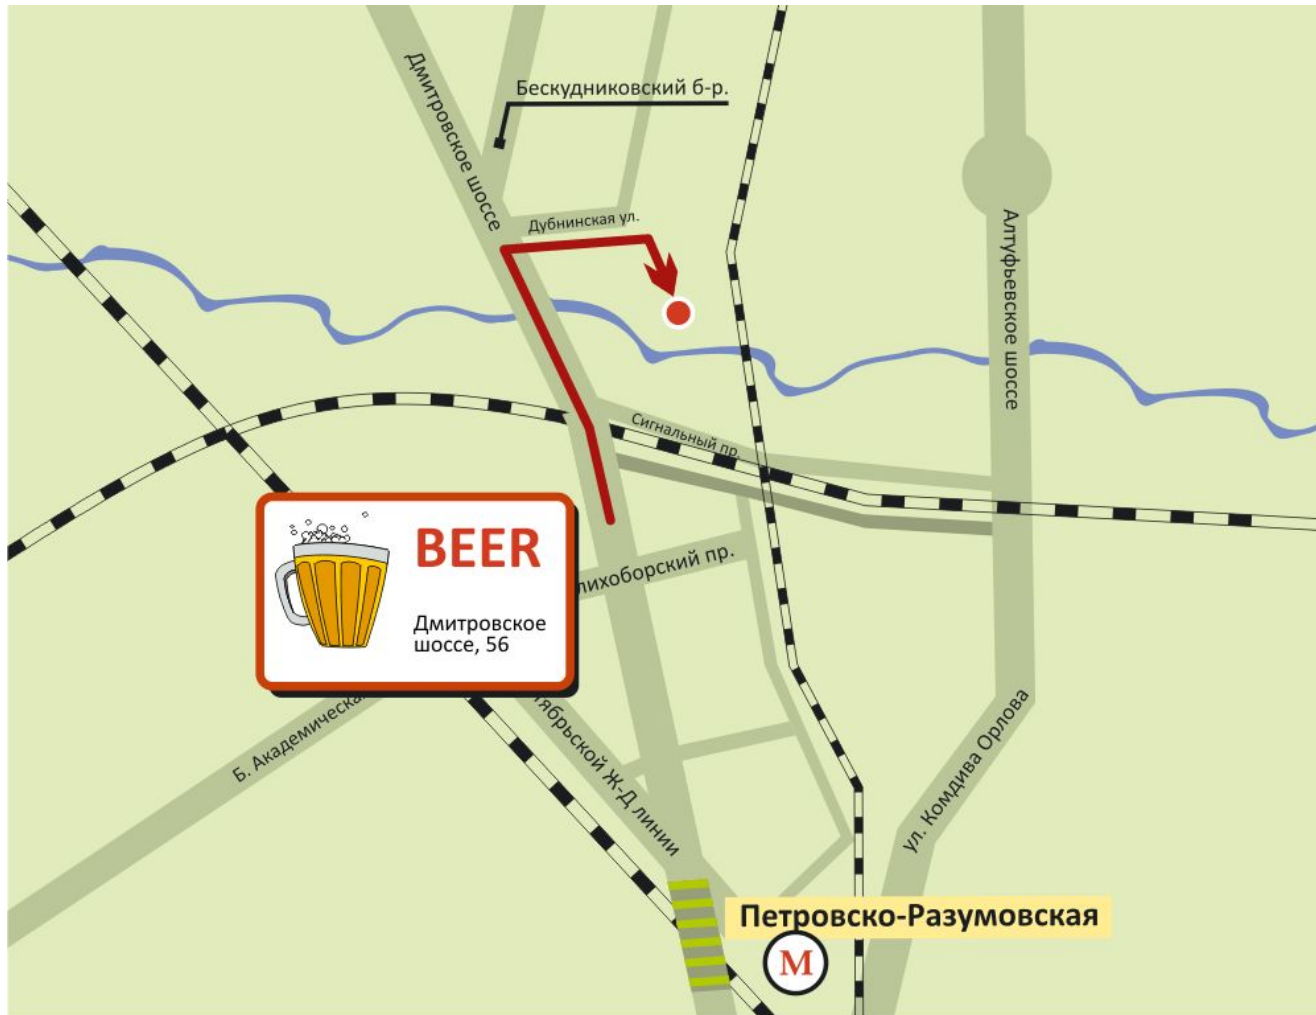 Бескудниковский б-р.
Дмитровское шоссе
Дубнинская ул.
Алтуфьевское шоссе
Сигнальный пр.
BEER
Дмитровское
шоссе, 56
лихоборский пр.
Б. Академическая
тябрьской Ж-Д линии
ул. Комдива Орлова
Петровско-Разумовская
М